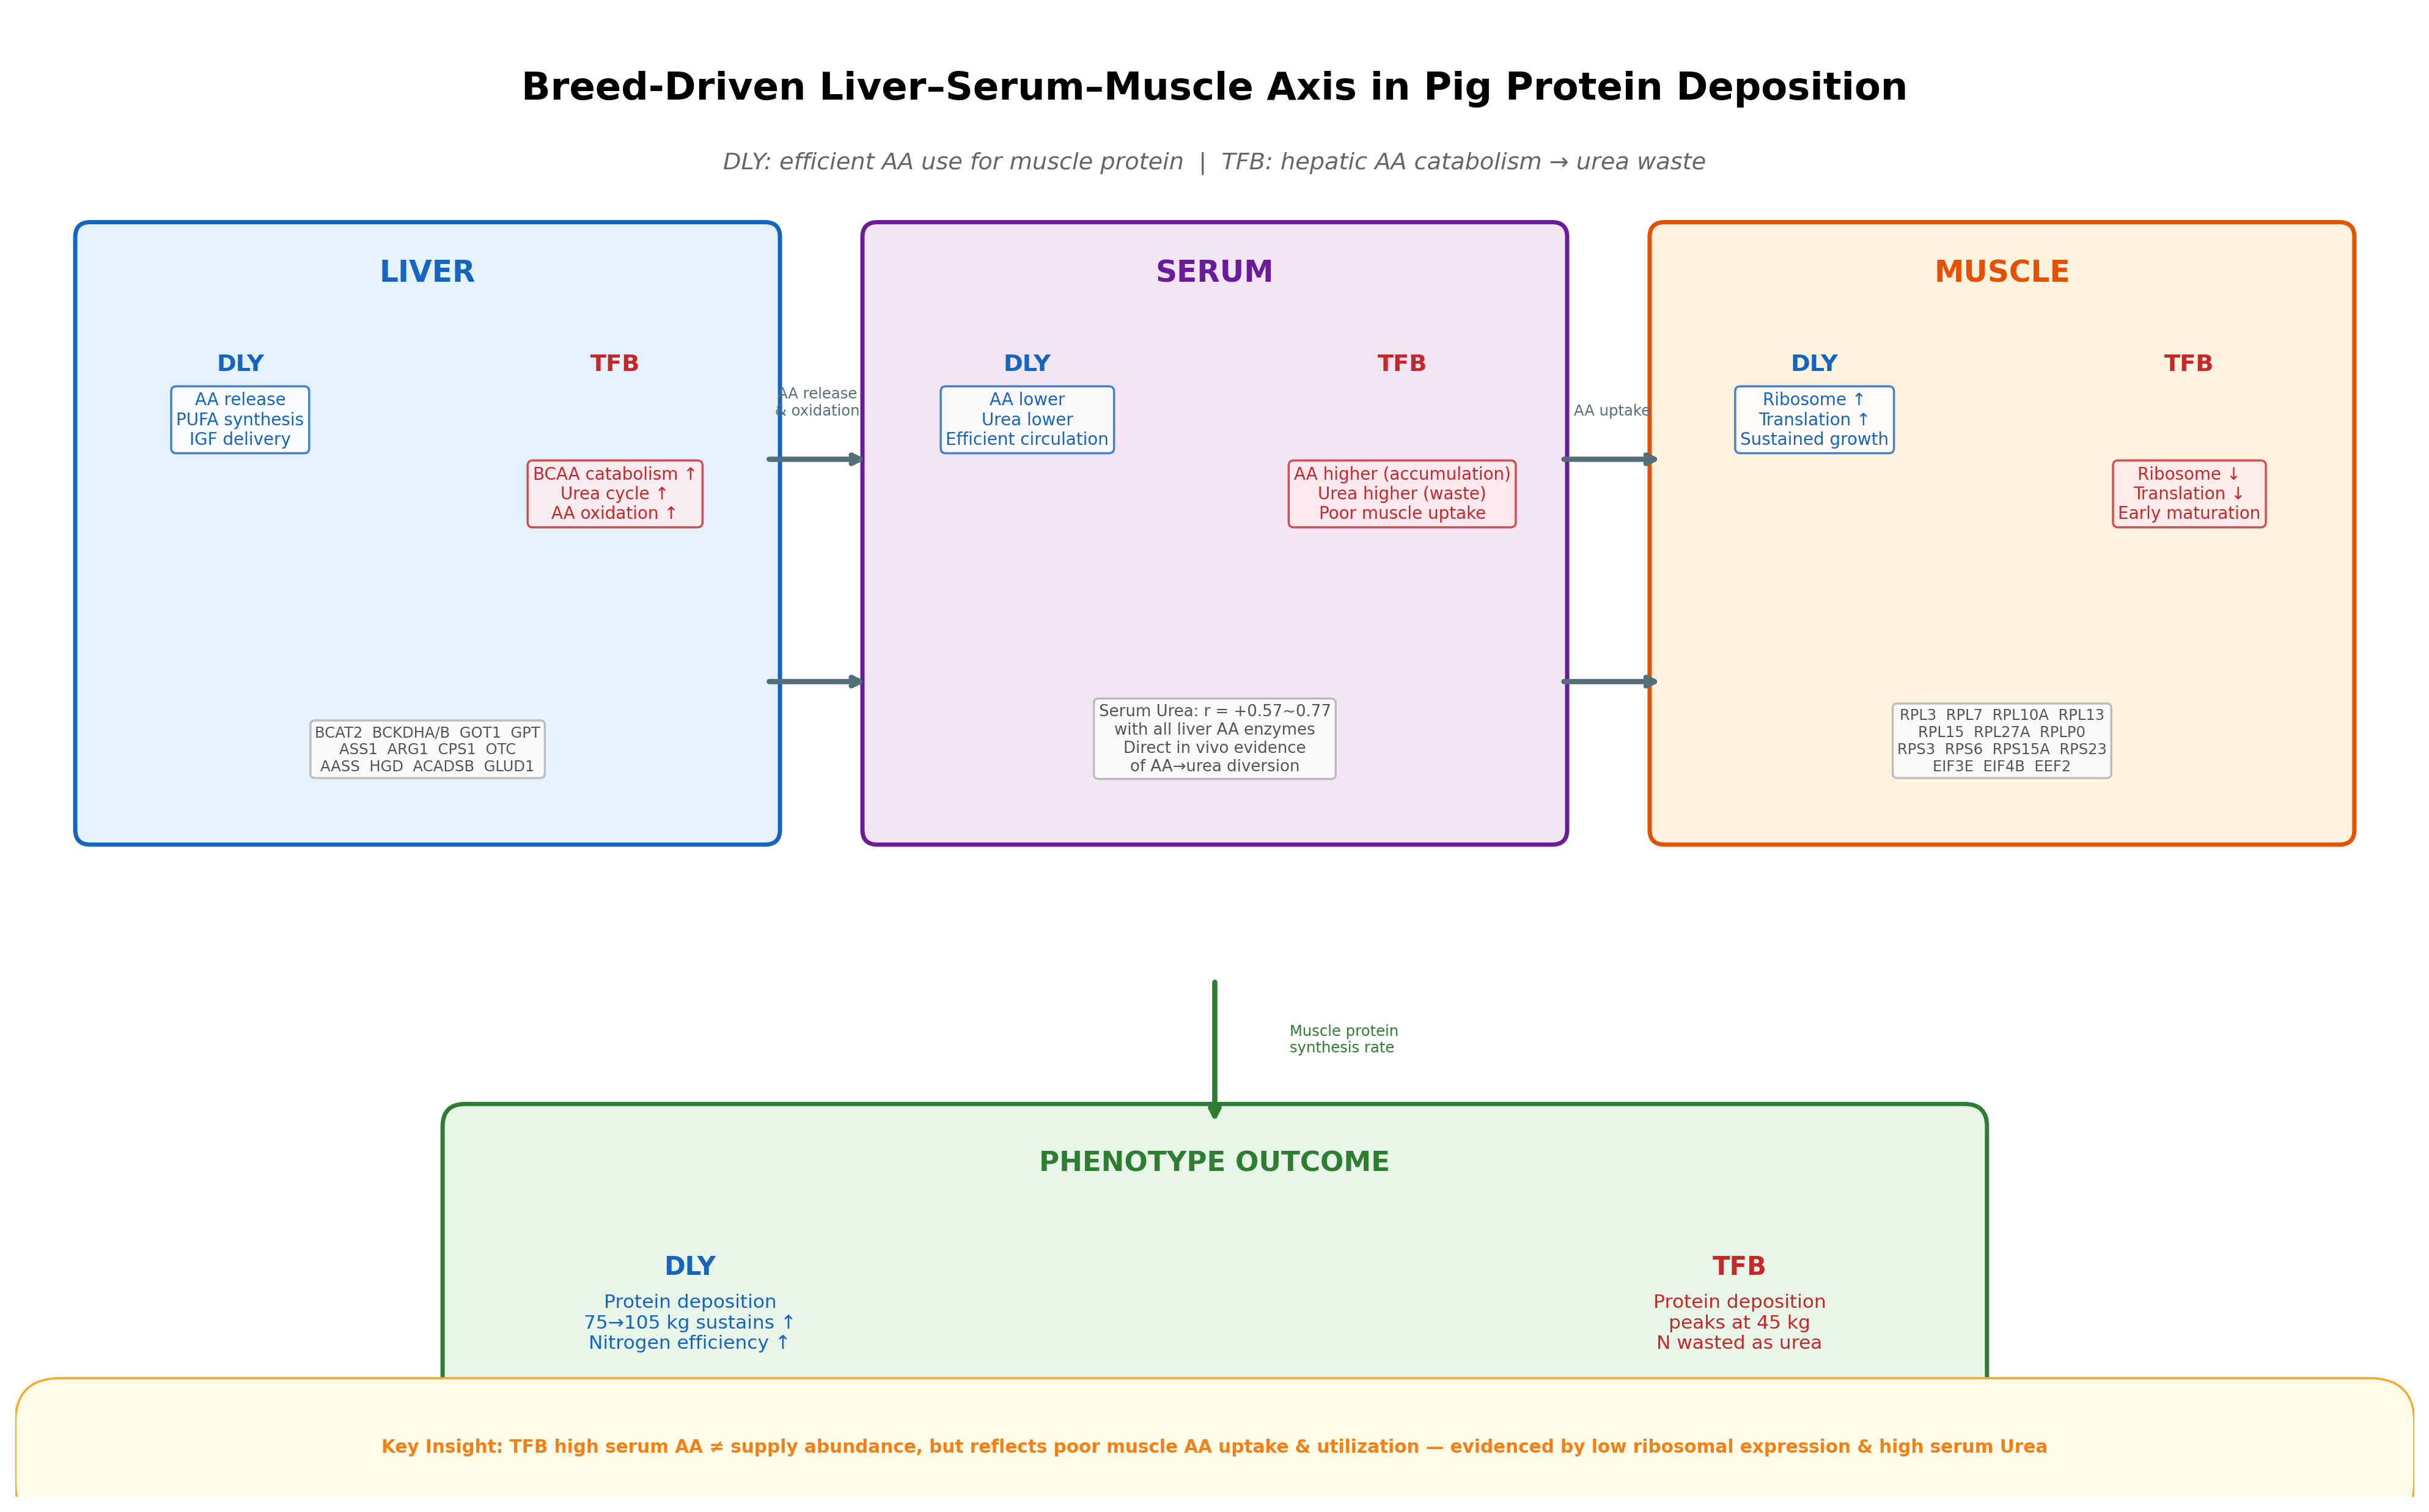 Breed-Driven Liver–Serum–Muscle Axis in Pig Protein Deposition
DLY: efficient AA use for muscle protein | TFB: hepatic AA catabolism → urea waste
LIVER
DLY
AA release
PUFA synthesis
IGF delivery
TFB
BCAA catabolism ↑
Urea cycle ↑
AA oxidation ↑
BCAT2 BCKDHA/B GOT1 GPT
ASS1 ARG1 CPS1 OTC
AASS HGD ACADSB GLUD1
AA release
& oxidation
SERUM
DLY
AA lower
Urea lower
Efficient circulation
TFB
AA higher (accumulation)
Urea higher (waste)
Poor muscle uptake
Serum Urea: r = +0.57~0.77
with all liver AA enzymes
Direct in vivo evidence
of AA→urea diversion
AA uptake
MUSCLE
DLY
Ribosome ↑
Translation ↑
Sustained growth
TFB
Ribosome ↓
Translation ↓
Early maturation
RPL3 RPL7 RPL10A RPL13
RPL15 RPL27A RPLP0
RPS3 RPS6 RPS15A RPS23
EIF3E EIF4B EEF2
Muscle protein
synthesis rate
PHENOTYPE OUTCOME
DLY
Protein deposition
75→105 kg sustains ↑
Nitrogen efficiency ↑
TFB
Protein deposition
peaks at 45 kg
N wasted as urea
Key Insight: TFB high serum AA ≠ supply abundance, but reflects poor muscle AA uptake & utilization — evidenced by low ribosomal expression & high serum Urea